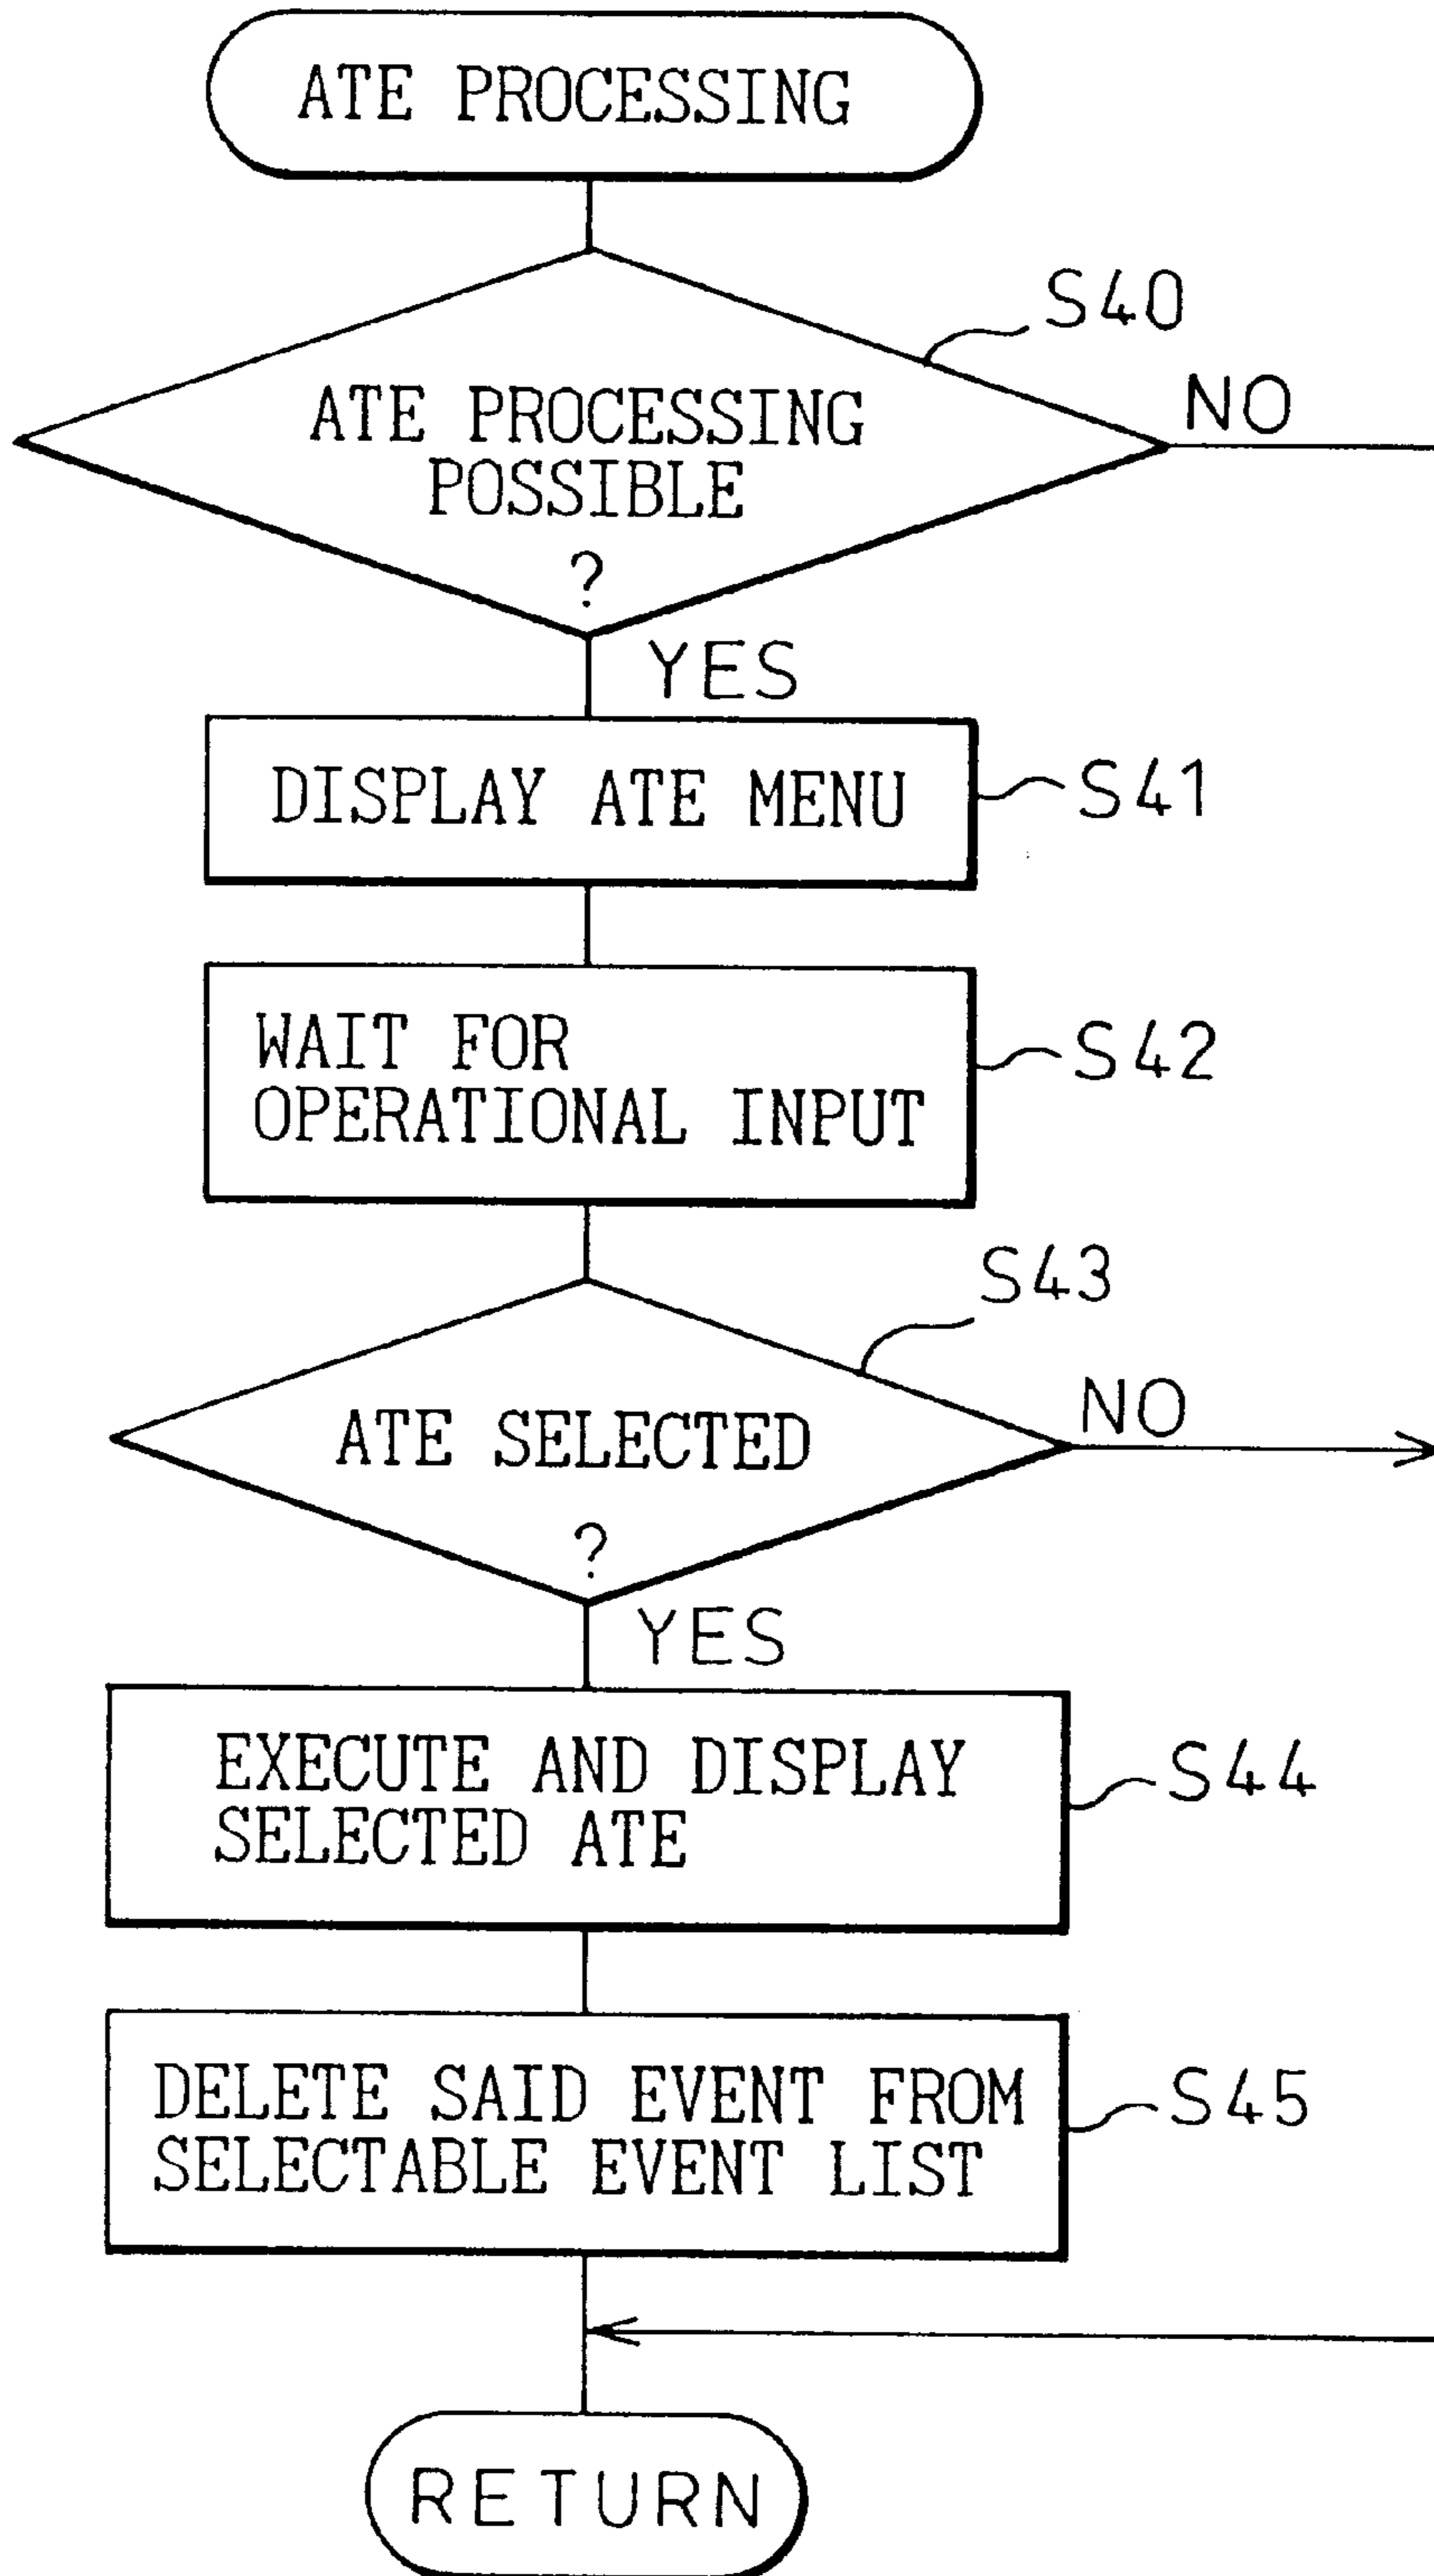 ATE PROCESSING
S40
ATE PROCESSING
POSSIBLE
?
NO
YES
DISPLAY ATE MENU
S41
WAIT FOR
OPERATIONAL INPUT
S42
S43
ATE SELECTED
?
NO
YES
EXECUTE AND DISPLAY
SELECTED ATE
S44
DELETE SAID EVENT FROM
SELECTABLE EVENT LIST
S45
RETURN